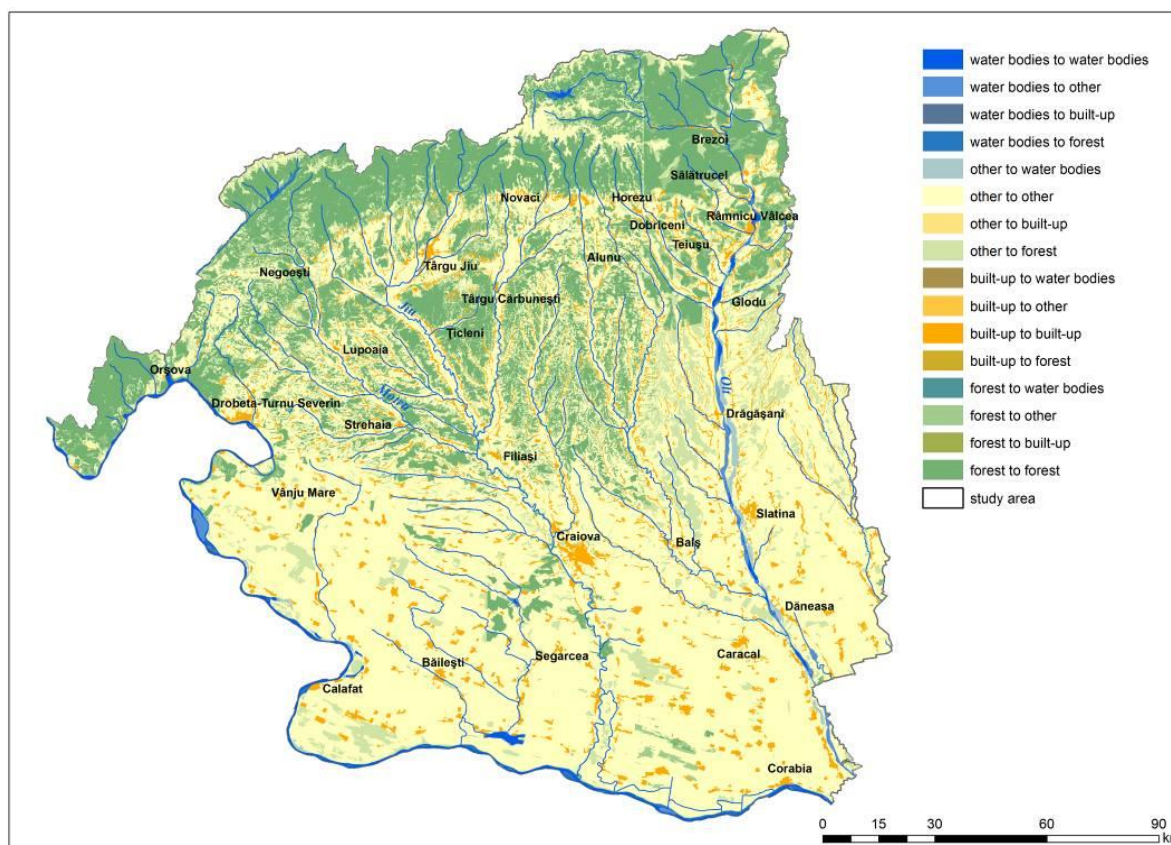 water bodies to water bodies
water bodies to other
water bodies to built-up
water bodies to forest
other to water bodies
other to other
other to built-up
other to forest
built-up to water bodies
built-up to other
built-up to built-up
built-up to forest
forest to water bodies
forest to other
forest to built-up
forest to forest
study area
Brezoi
Sălătrucel
Novaci
Horezu
Râmnicu Vâlcea
Dobriceni
Teiuşu
Alunu
Târgu Jiu
Negoeşti
Târgu Cărbuneşti
Glodu
Jiu
Ţicleni
Lupoaia
Orşova
Motru
Olt
Drobeta-Turnu Severin
Drăgăşani
Strehaia
Filiaşi
Vânju Mare
Slatina
Craiova
Balş
Dăneasa
Băileşti
Segarcea
Caracal
Calafat
Corabia
0 15 30 60 90